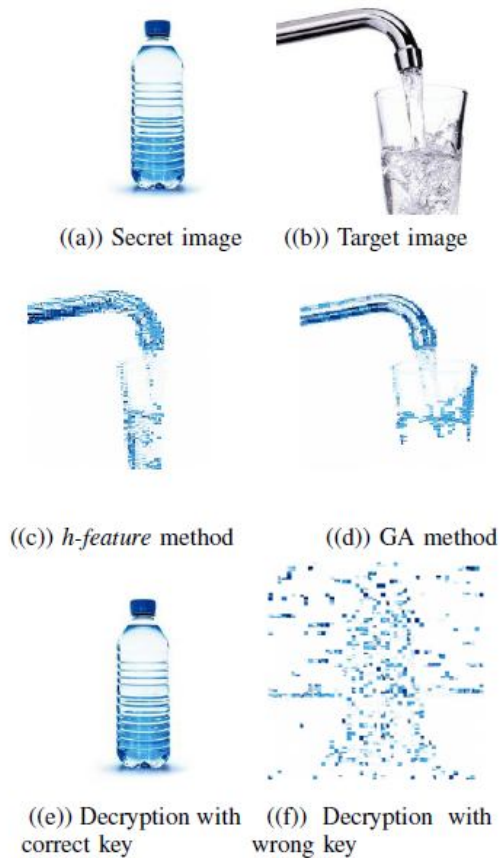 ((a)) Secret image
((b)) Target image
((c)) h-feature method
((d)) GA method
((e)) Decryption with
correct key
((f)) Decryption with
wrong key